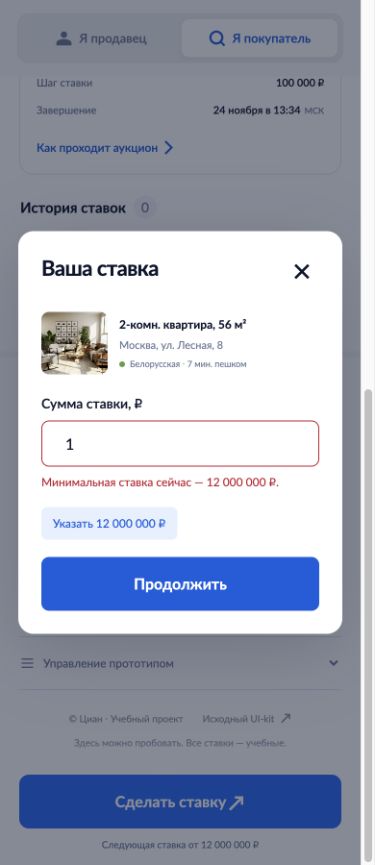 Я продавец
Я покупатель
Шаг ставки 100 000 ₽
Завершение 24 ноября в 13:34 МСК
Как проходит аукцион
История ставок 0
Ваша ставка
2-комн. квартира, 56 м²
Москва, ул. Лесная, 8
Белорусская · 7 мин. пешком
Сумма ставки, ₽
1
Минимальная ставка сейчас — 12 000 000 ₽.
Указать 12 000 000 ₽
Продолжить
Управление прототипом
© Циан · Учебный проект Исходный UI-kit
Здесь можно пробовать. Все ставки — учебные.
Сделать ставку
Следующая ставка от 12 000 000 ₽